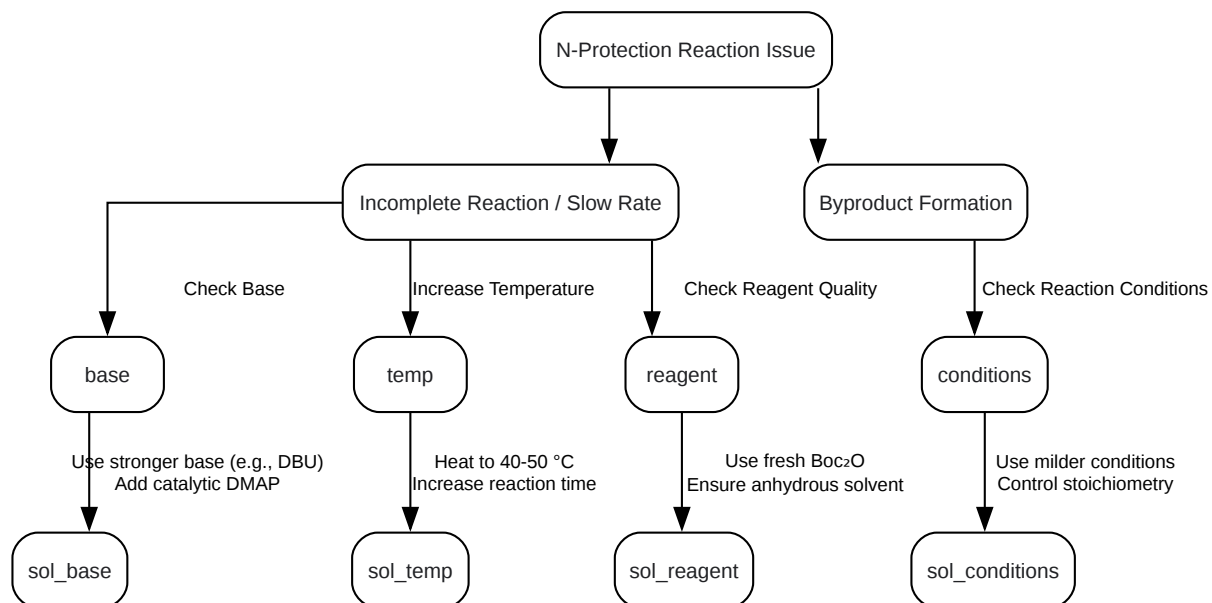 N-Protection Reaction Issue
Incomplete Reaction / Slow Rate
Byproduct Formation
Check Base
Increase Temperature
Check Reagent Quality
Check Reaction Conditions
base
temp
reagent
conditions
Use stronger base (e.g., DBU)
Add catalytic DMAP
Heat to 40-50 °C
Increase reaction time
Use fresh Boc₂O
Ensure anhydrous solvent
Use milder conditions
Control stoichiometry
sol_base
sol_temp
sol_reagent
sol_conditions